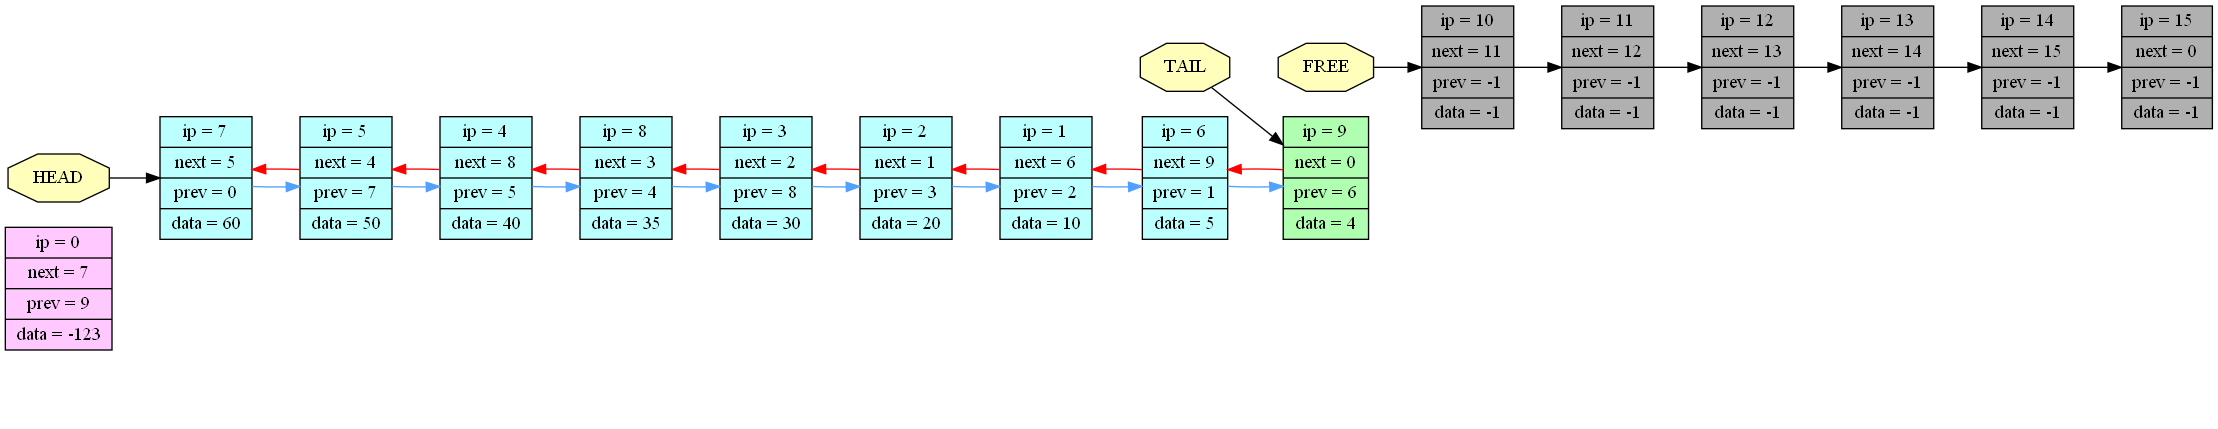 HEAD
ip = 7
next = 5
prev = 0
data = 60
ip = 5
next = 4
prev = 7
data = 50
ip = 4
next = 8
prev = 5
data = 40
ip = 8
next = 3
prev = 4
data = 35
ip = 3
next = 2
prev = 8
data = 30
ip = 2
next = 1
prev = 3
data = 20
ip = 1
next = 6
prev = 2
data = 10
ip = 6
next = 9
prev = 1
data = 5
TAIL
ip = 9
next = 0
prev = 6
data = 4
FREE
ip = 10
next = 11
prev = -1
data = -1
ip = 11
next = 12
prev = -1
data = -1
ip = 12
next = 13
prev = -1
data = -1
ip = 13
next = 14
prev = -1
data = -1
ip = 14
next = 15
prev = -1
data = -1
ip = 15
next = 0
prev = -1
data = -1
ip = 0
next = 7
prev = 9
data = -123